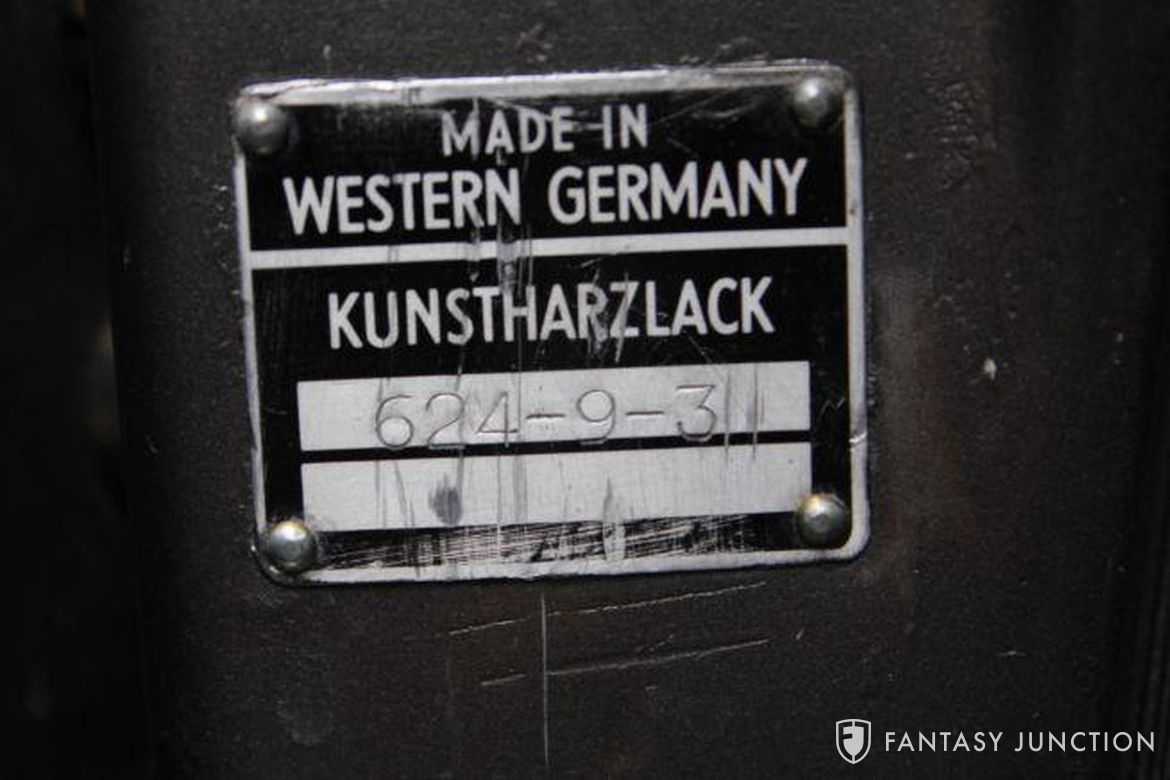 MADE IN
WESTERN GERMANY
KUNSTHARZLACK
624-9-3
FANTASY JUNCTION